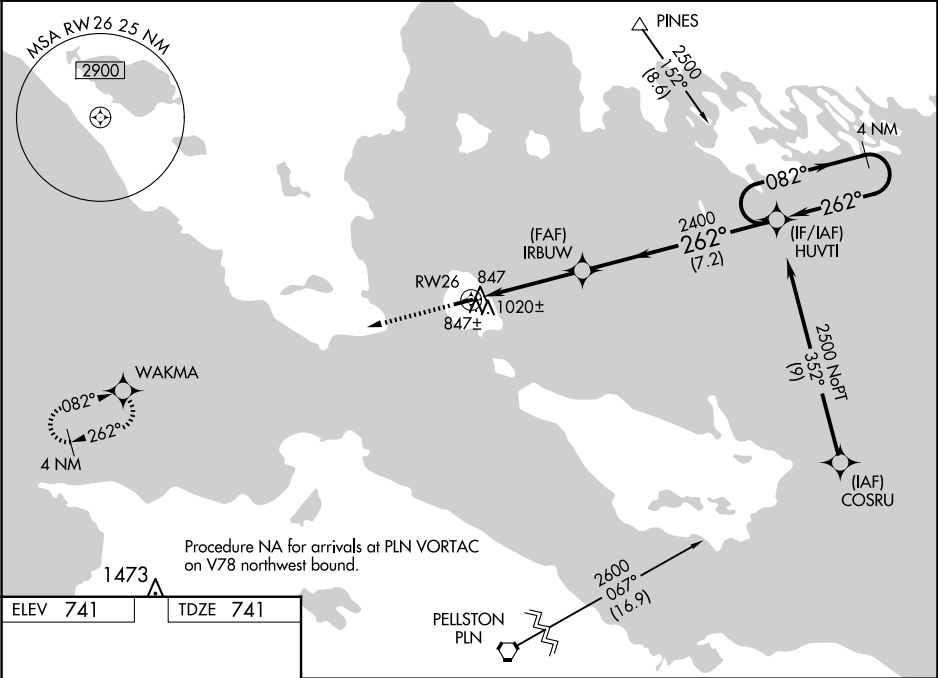 MSA RW26 25 NM
2900
PINES
2500
152°
(8.6)
4 NM
082°
262°
(IF/IAF)
HUVTI
2400
262°
(7.2)
(FAF)
IRBUW
RW26
847
1020±
847±
2500 NoPT
352°
(9)
(IAF)
COSRU
WAKMA
082°
262°
4 NM
Procedure NA for arrivals at PLN VORTAC
on V78 northwest bound.
1473
2600
067°
(16.9)
PELLSTON
PLN
ELEV 741
TDZE 741